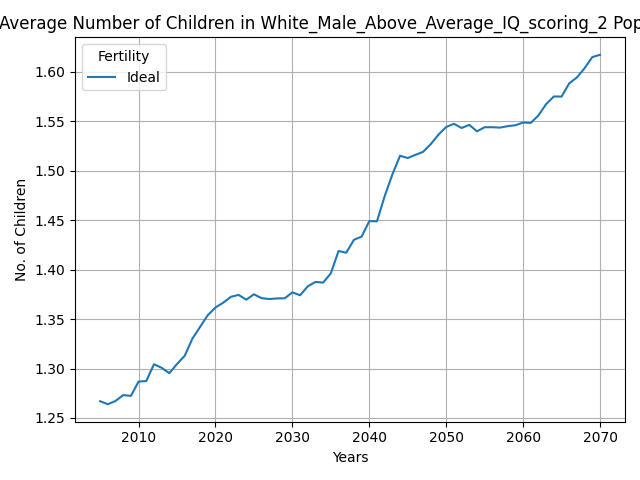 Average Number of Children in White_Male_Above_Average_IQ_scoring_2 Pop
Fertility
Ideal
1.60
1.55
1.50
1.45
1.40
1.35
1.30
1.25
No. of Children
2010 2020 2030 2040 2050 2060 2070
Years